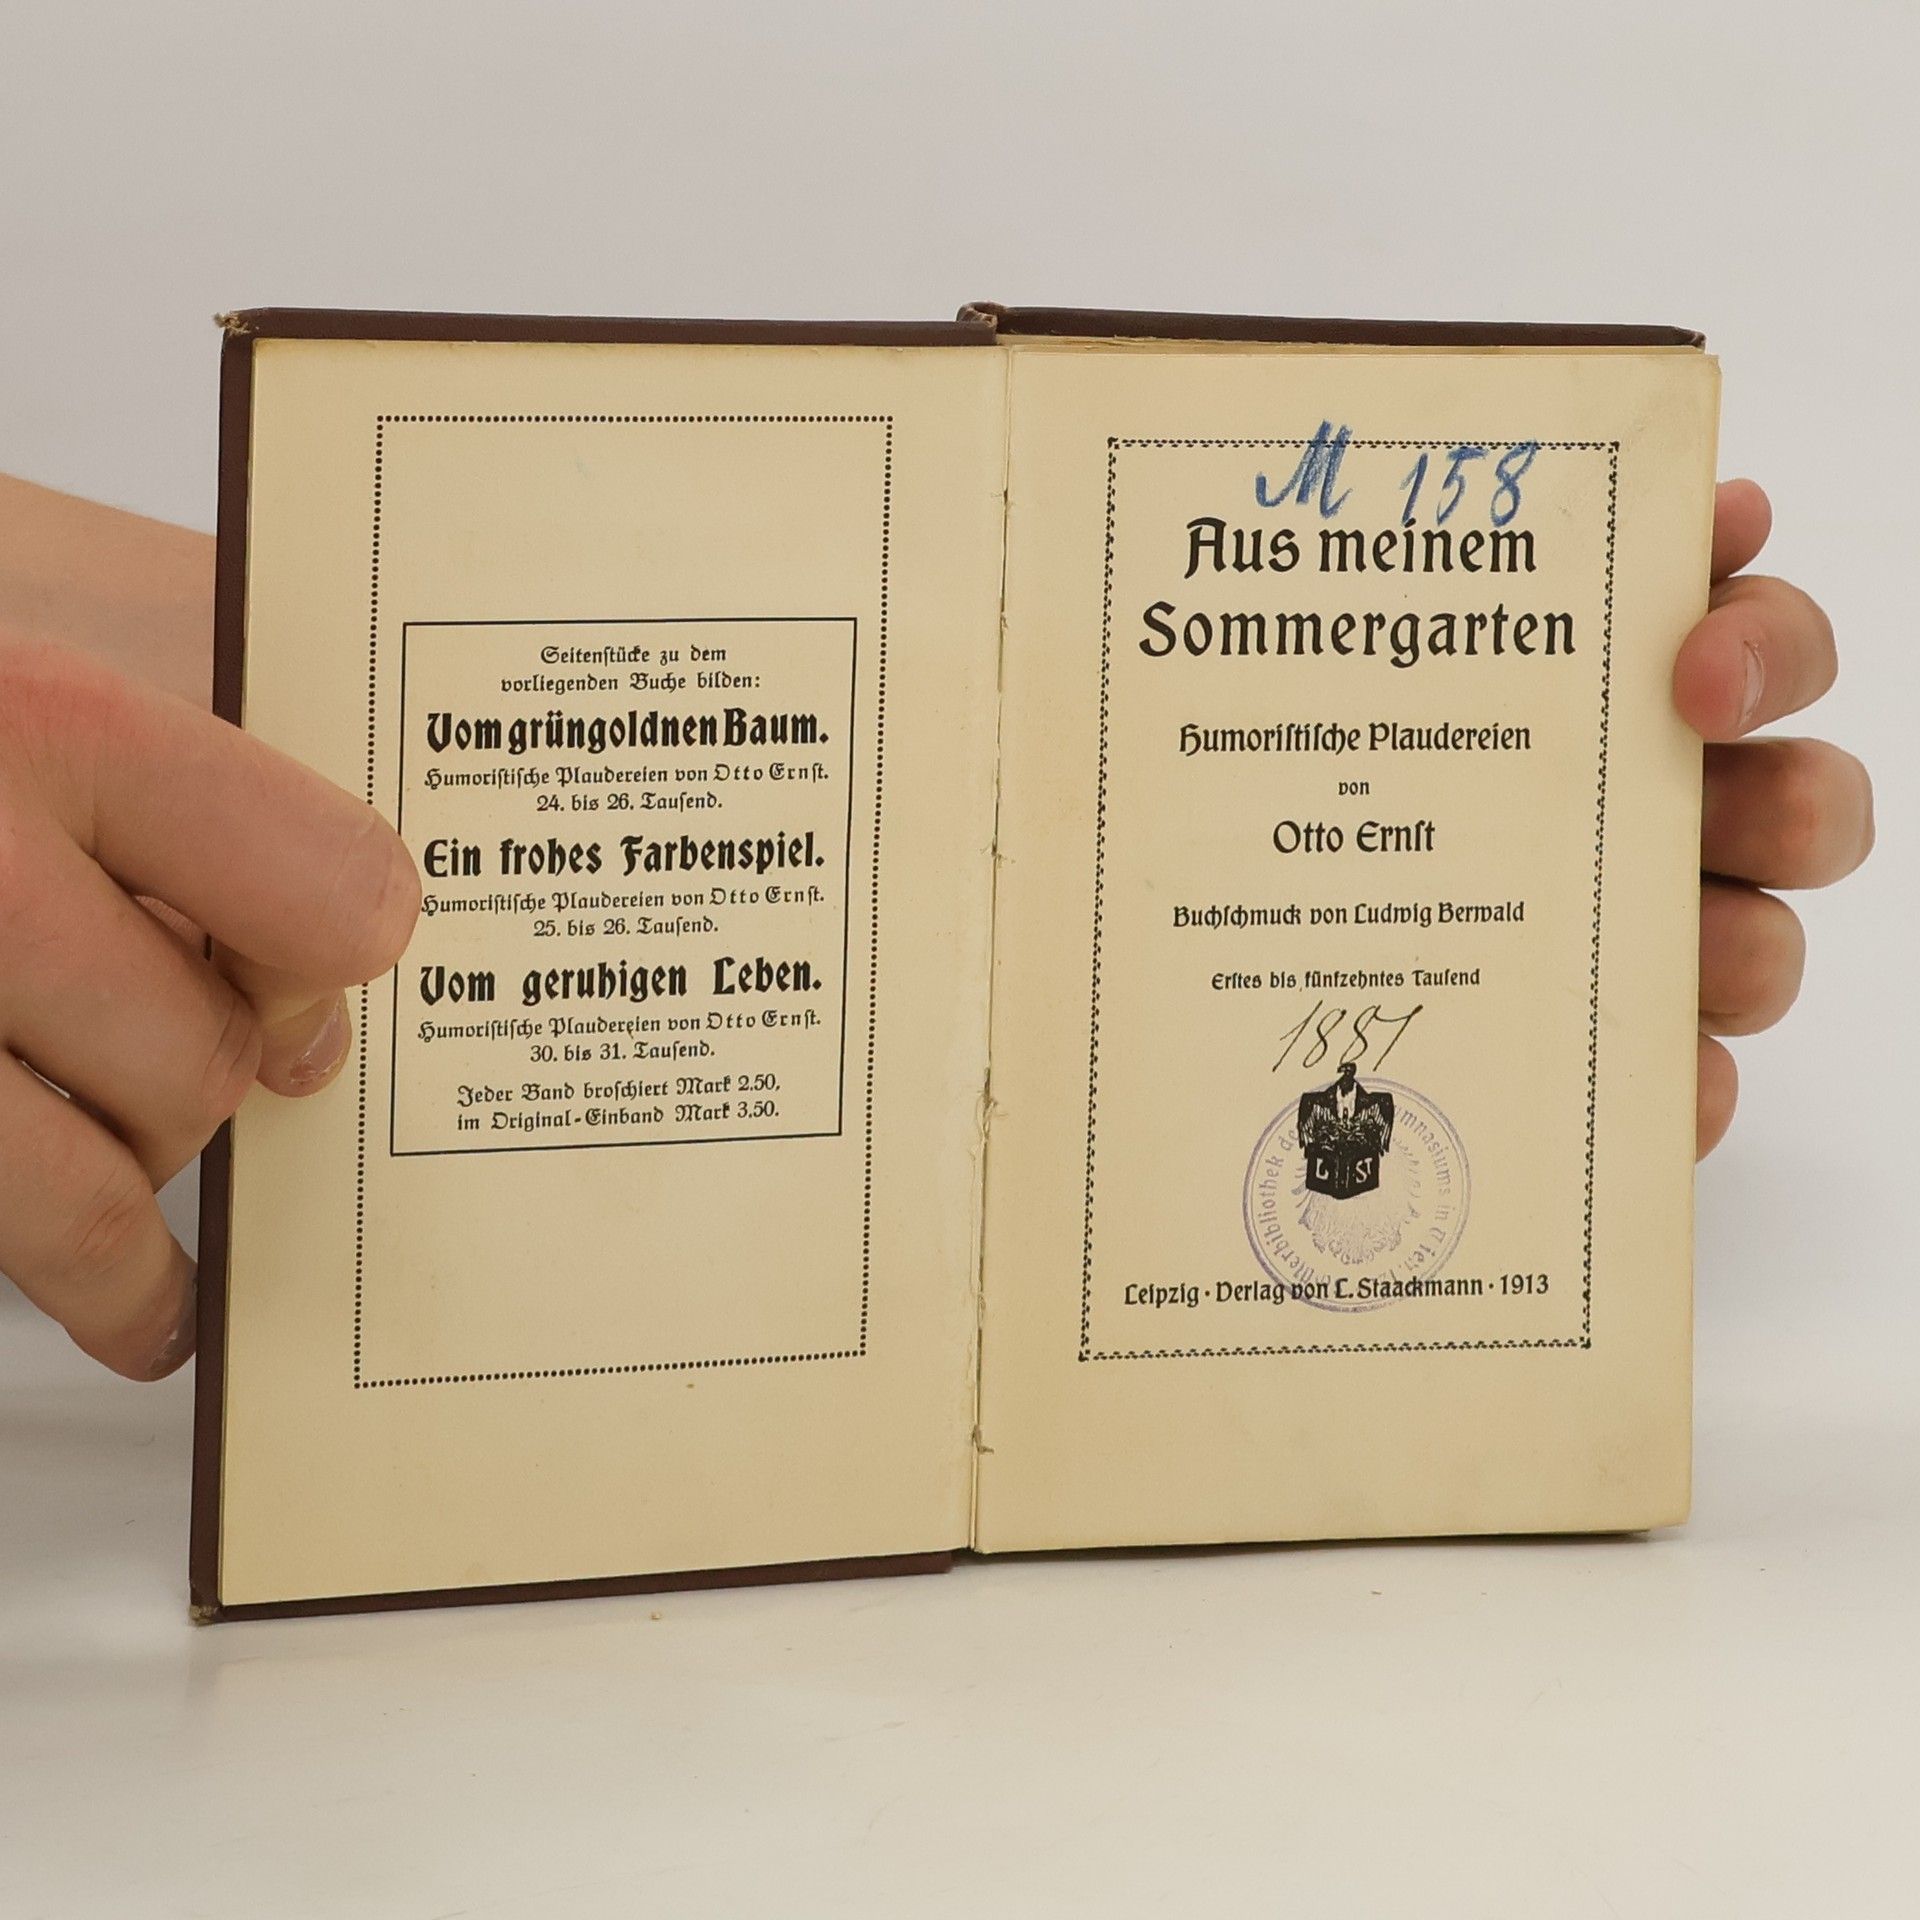 Seitenſtücke zu dem
vorliegenden Buche bilden:
Vom grüngoldnen Baum.
Humoriſtiſche Plaudereien von Otto Ernſt.
24. bis 26. Tauſend.
Ein frohes Farbenspiel.
Humoriſtiſche Plaudereien von Otto Ernſt.
25. bis 26. Tauſend.
Vom geruhigen Leben.
Humoriſtiſche Plaudereien von Otto Ernſt.
30. bis 31. Tauſend.
Jeder Band broſchiert Mark 2.50,
im Original-Einband Mark 3.50.
M 158
Aus meinem
Sommergarten
Humoriſtiſche Plaudereien
von
Otto Ernſt
Buchſchmuck von Ludwig Berwald
Erſtes bis fünfzehntes Tauſend
1881
L ST
Leipzig · Verlag von L. Staackmann · 1913